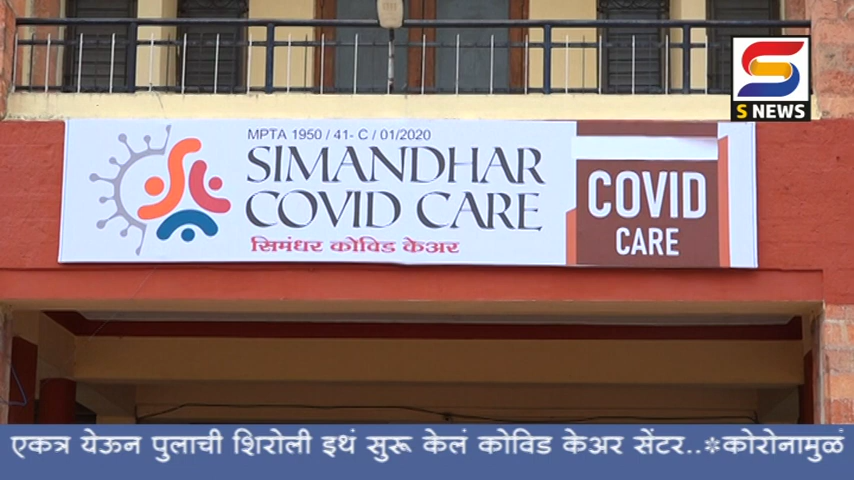 S NEWS
MPTA 1950 / 41- C / 01/2020
SIMANDHAR
COVID CARE
सिमंधर कोविड केअर
COVID
CARE
एकत्र येऊन पुलाची शिरोली इथं सुरू केलं कोविड केअर सेंटर..*कोरोनामुळं